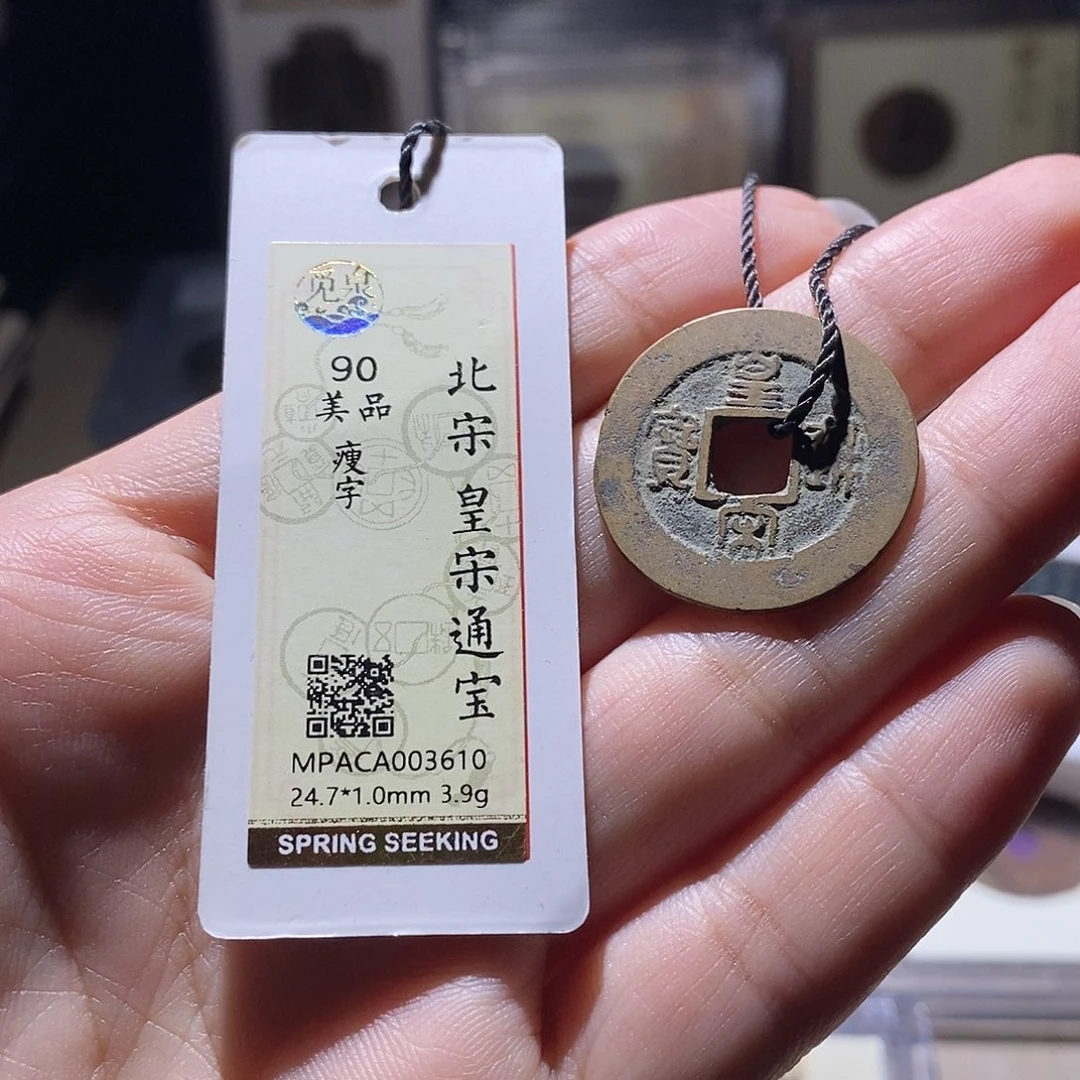 觅泉
北宋 皇宋通宝
90
美品
瘦字
MPACA003610
24.7*1.0mm 3.9g
SPRING SEEKING
皇
宋
寶